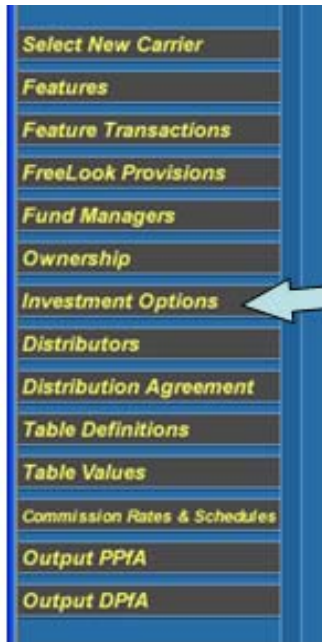 Select New Carrier
Features
Feature Transactions
FreeLook Provisions
Fund Managers
Ownership
Investment Options
Distributors
Distribution Agreement
Table Definitions
Table Values
Commission Rates & Schedules
Output PPfA
Output DPfA